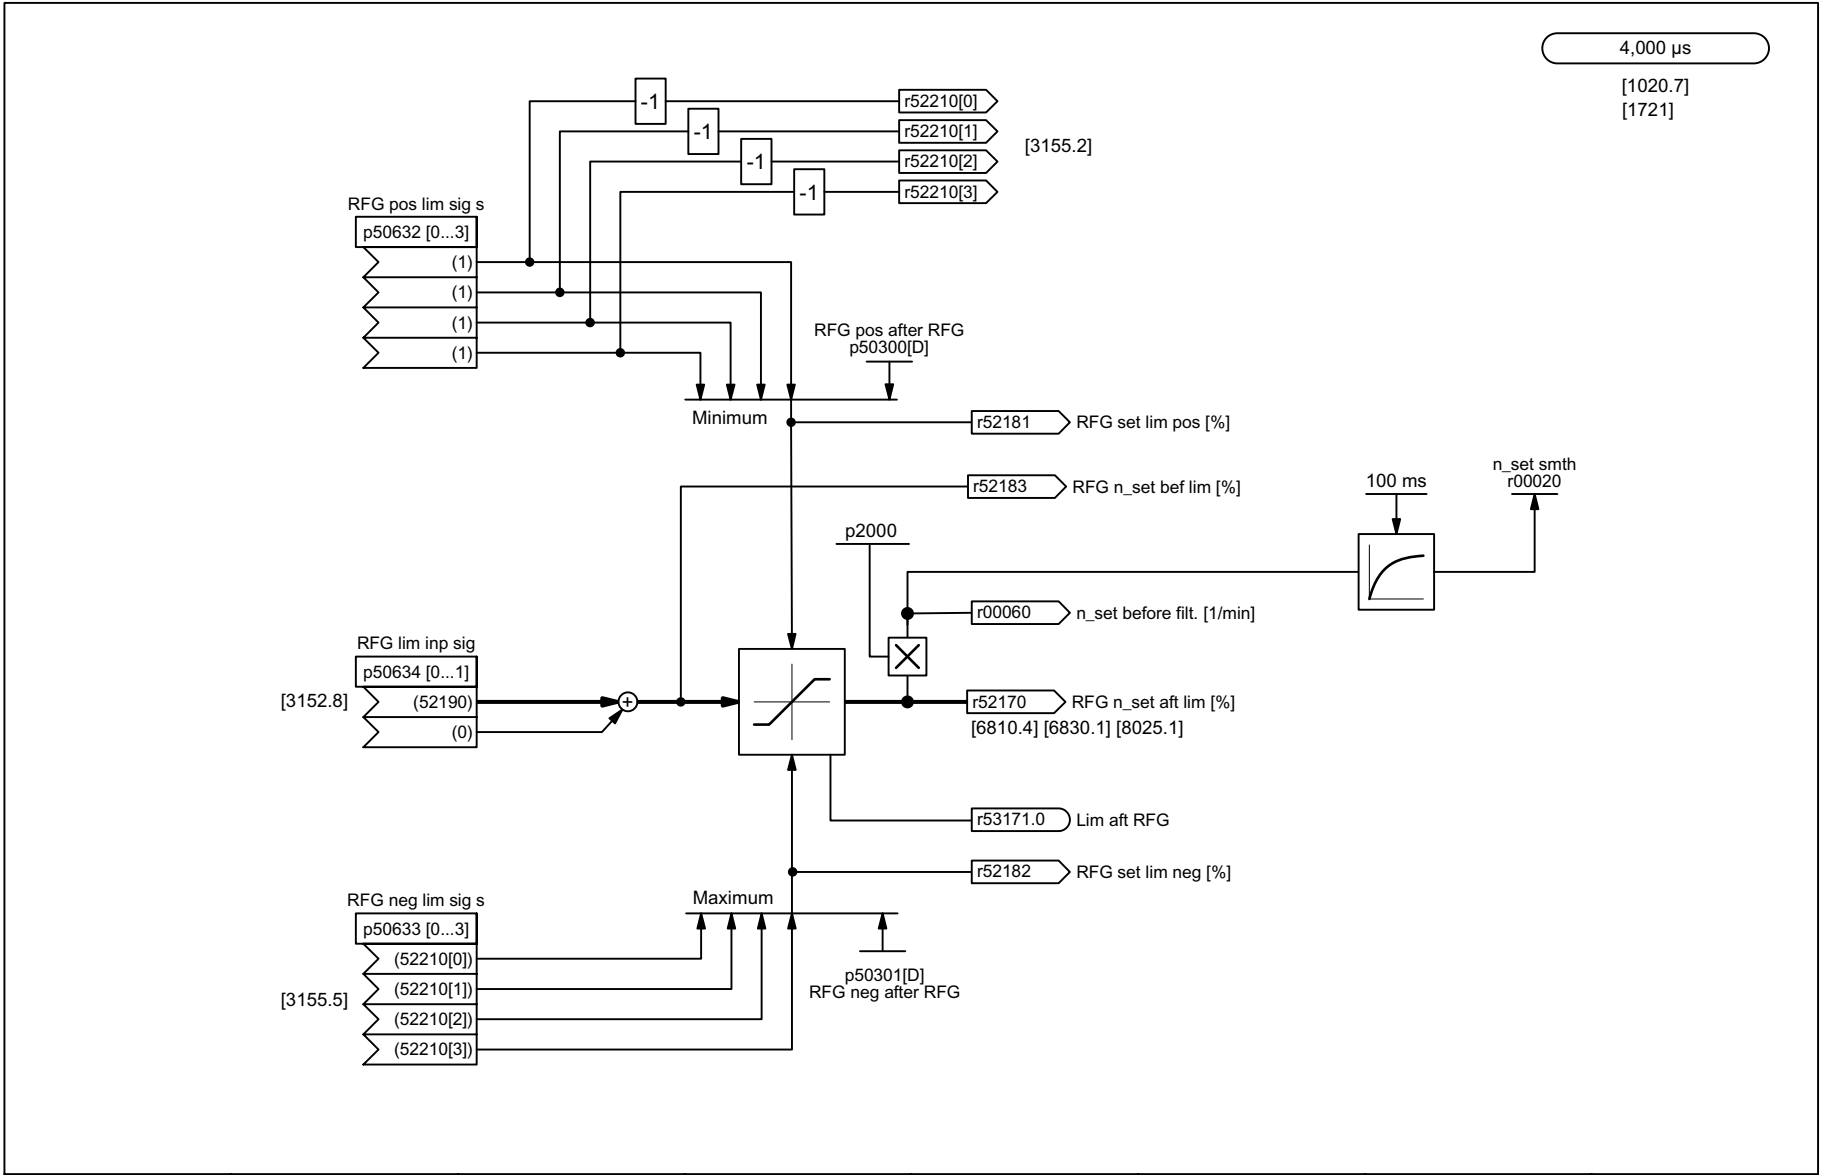 4,000 µs
[1020.7]
[1721]
-1
r52210[0]
-1
r52210[1]
[3155.2]
-1
r52210[2]
-1
r52210[3]
RFG pos lim sig s
p50632 [0...3]
(1)
(1)
(1)
(1)
RFG pos after RFG
p50300[D]
Minimum
r52181
RFG set lim pos [%]
r52183
RFG n_set bef lim [%]
100 ms
n_set smth
r00020
p2000
r00060
n_set before filt. [1/min]
RFG lim inp sig
p50634 [0...1]
[3152.8]
(52190)
(0)
+
r52170
RFG n_set aft lim [%]
[6810.4] [6830.1] [8025.1]
r53171.0
Lim aft RFG
r52182
RFG set lim neg [%]
Maximum
RFG neg lim sig s
p50633 [0...3]
(52210[0])
(52210[1])
[3155.5]
(52210[2])
(52210[3])
p50301[D]
RFG neg after RFG